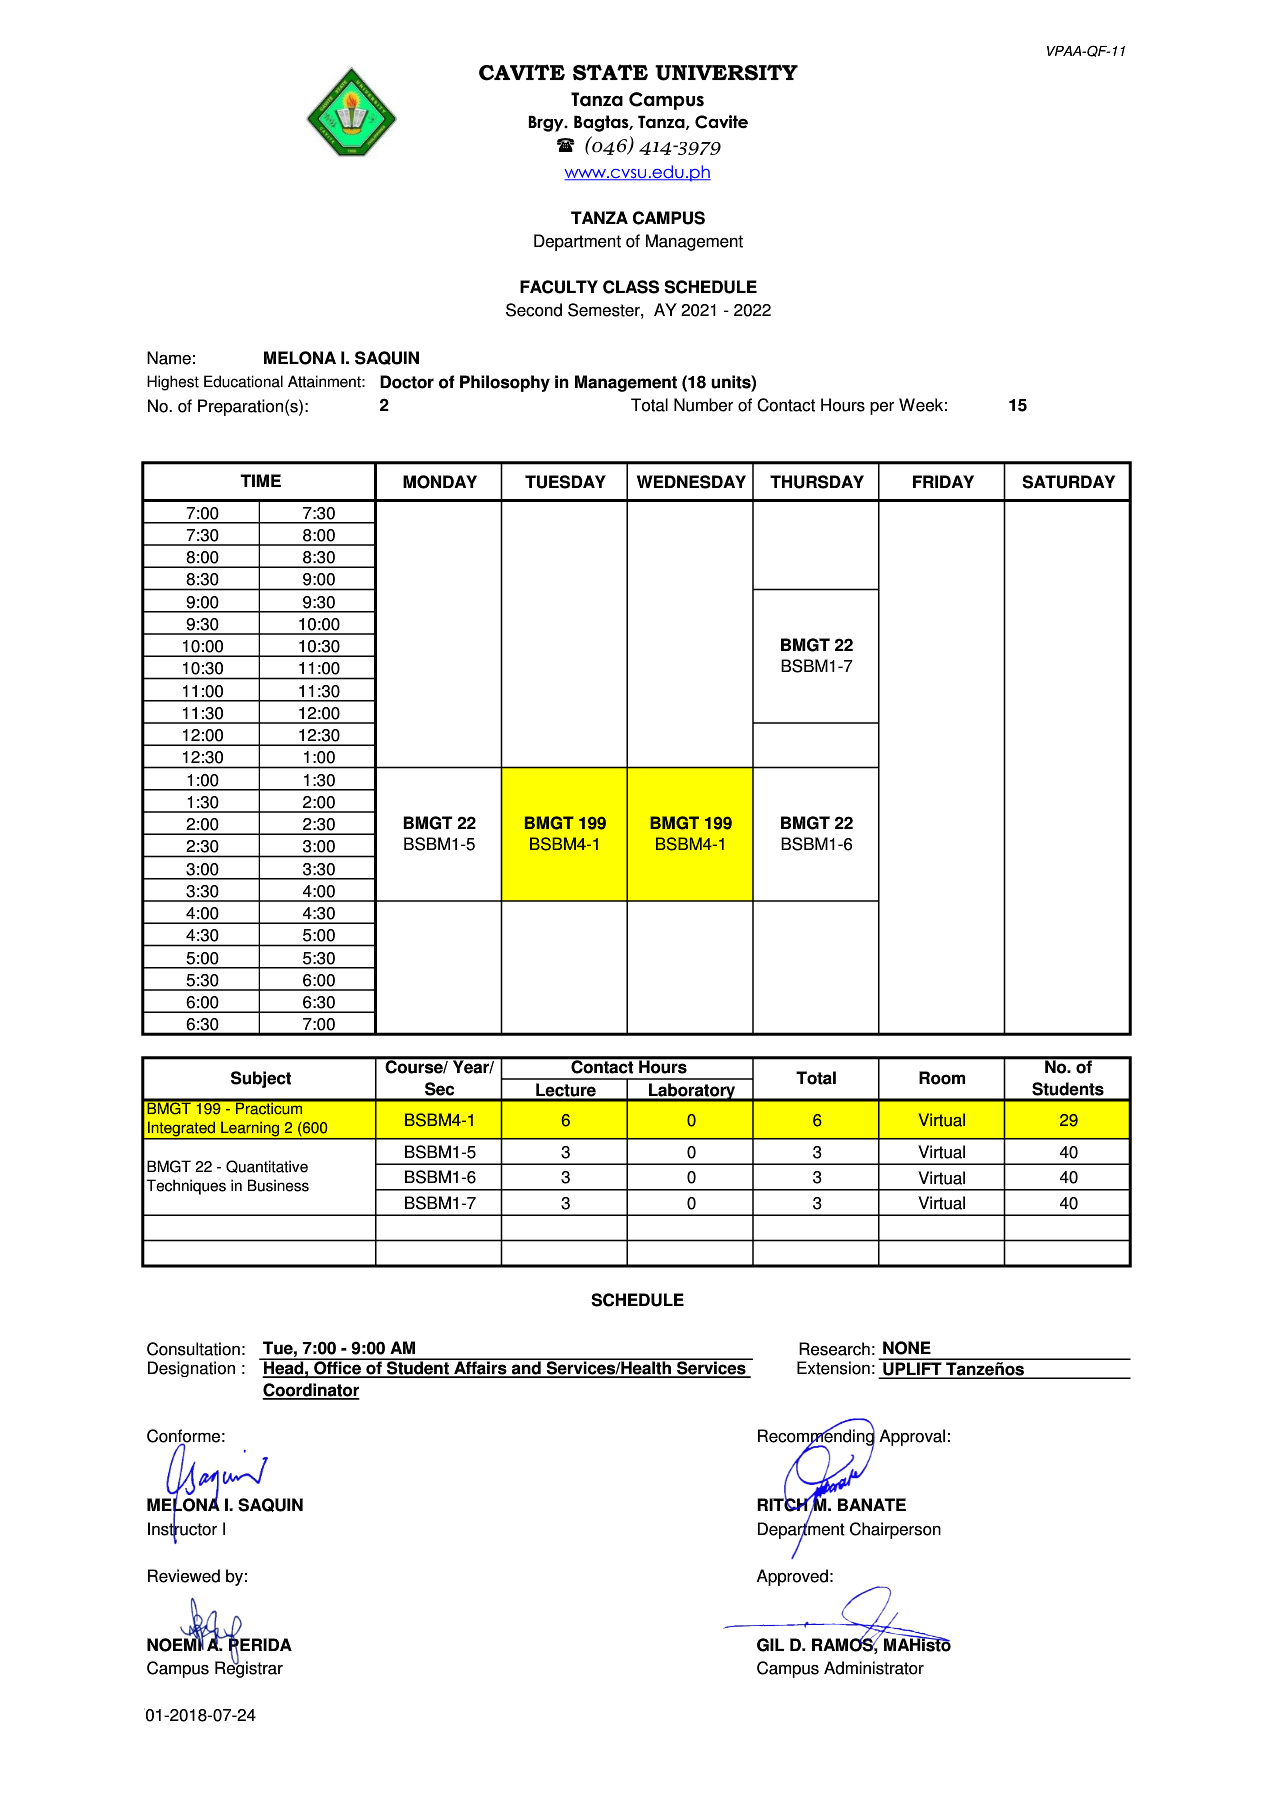 VPAA-QF-11
CAVITE STATE UNIVERSITY
Tanza Campus
Brgy. Bagtas, Tanza, Cavite
☎ (046) 414-3979
www.cvsu.edu.ph
TANZA CAMPUS
Department of Management
FACULTY CLASS SCHEDULE
Second Semester, AY 2021 - 2022
Name: MELONA I. SAQUIN
Highest Educational Attainment: Doctor of Philosophy in Management (18 units)
No. of Preparation(s): 2 Total Number of Contact Hours per Week: 15
TIME MONDAY TUESDAY WEDNESDAY THURSDAY FRIDAY SATURDAY
7:00 7:30
7:30 8:00
8:00 8:30
8:30 9:00
9:00 9:30
9:30 10:00
10:00 10:30 BMGT 22
10:30 11:00 BSBM1-7
11:00 11:30
11:30 12:00
12:00 12:30
12:30 1:00
1:00 1:30
1:30 2:00
2:00 2:30 BMGT 22 BMGT 199 BMGT 199 BMGT 22
2:30 3:00 BSBM1-5 BSBM4-1 BSBM4-1 BSBM1-6
3:00 3:30
3:30 4:00
4:00 4:30
4:30 5:00
5:00 5:30
5:30 6:00
6:00 6:30
6:30 7:00
Subject Course/ Year/ Sec Contact Hours Total Room No. of Students
Lecture Laboratory
BMGT 199 - Practicum
Integrated Learning 2 (600 BSBM4-1 6 0 6 Virtual 29
BSBM1-5 3 0 3 Virtual 40
BMGT 22 - Quantitative
Techniques in Business BSBM1-6 3 0 3 Virtual 40
BSBM1-7 3 0 3 Virtual 40
SCHEDULE
Consultation: Tue, 7:00 - 9:00 AM Research: NONE
Designation : Head, Office of Student Affairs and Services/Health Services Extension: UPLIFT Tanzeños
Coordinator
Conforme: Recommending Approval:
MELONA I. SAQUIN RITCH M. BANATE
Instructor I Department Chairperson
Reviewed by: Approved:
NOEMI A. PERIDA GIL D. RAMOS, MAHisto
Campus Registrar Campus Administrator
01-2018-07-24